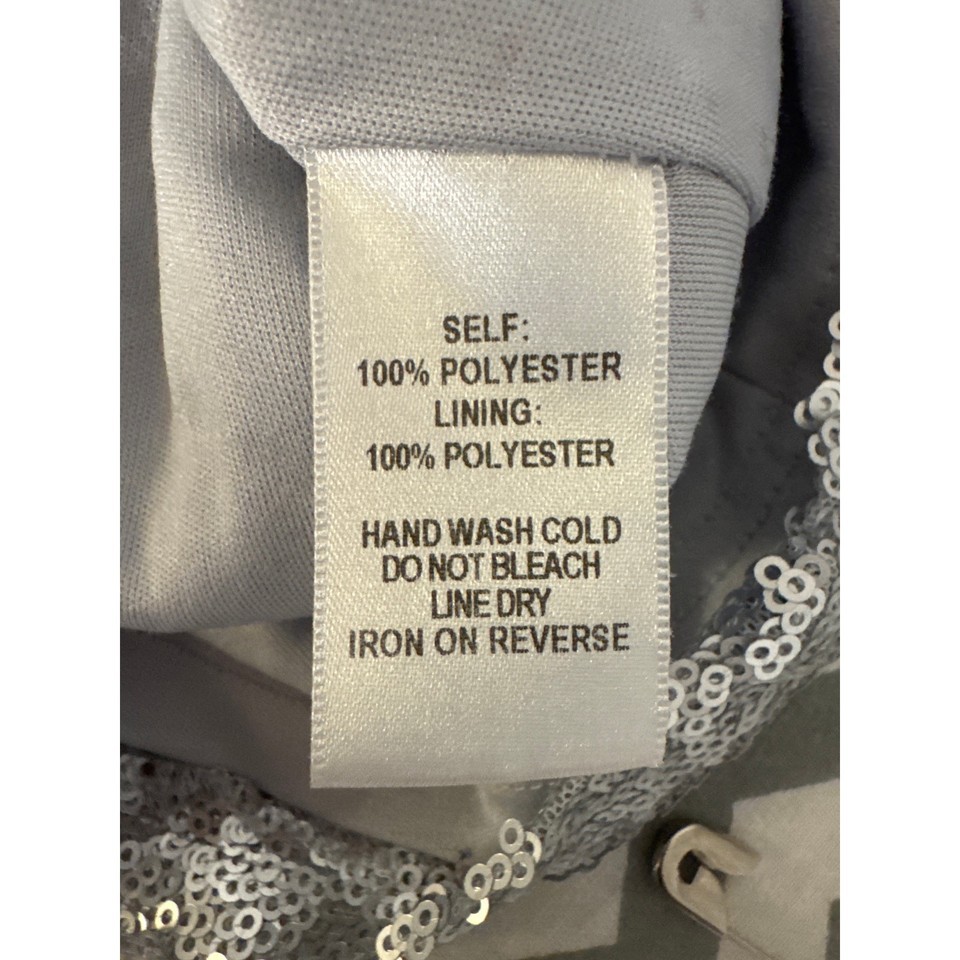 SELF:
100% POLYESTER
LINING:
100% POLYESTER
HAND WASH COLD
DO NOT BLEACH
LINE DRY
IRON ON REVERSE